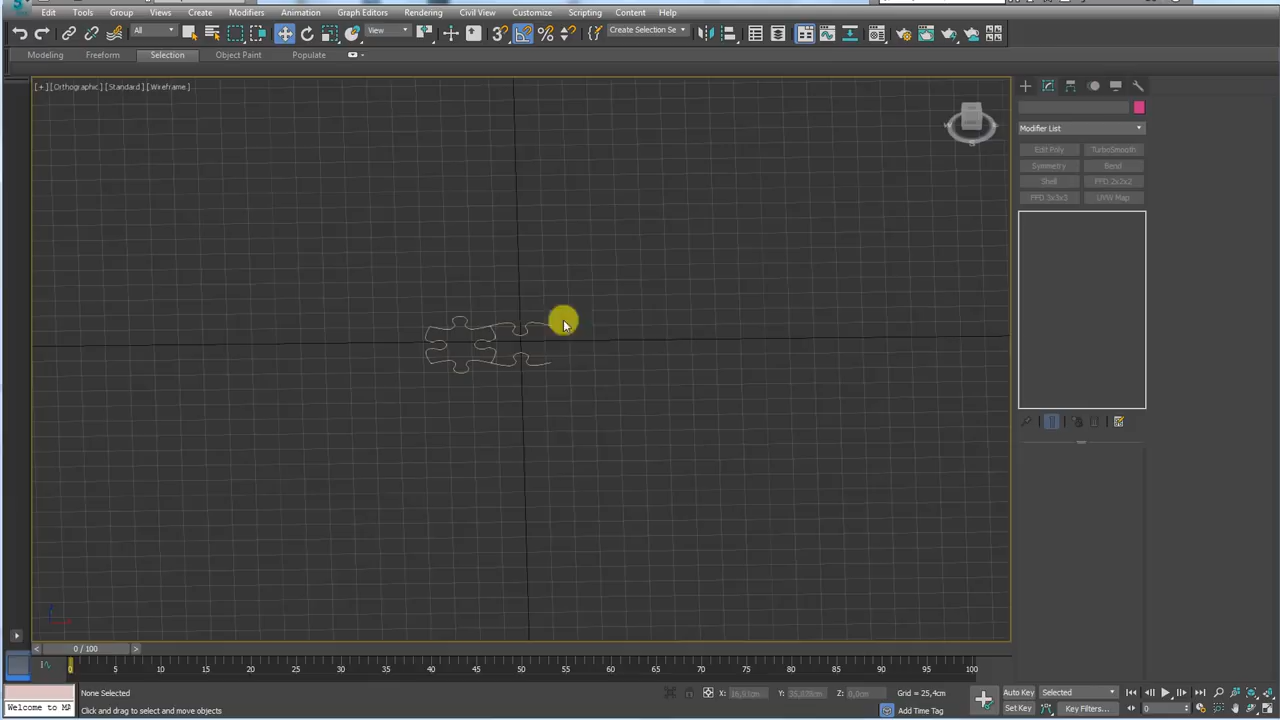 Edit Tools Group Views Create Modifiers Animation Graph Editors Rendering Civil View Customize Scripting Content Help
All View Create Selection Se
Modeling Freeform Selection Object Paint Populate
[+] [Orthographic] [Standard] [Wireframe]
Modifier List
Edit Poly TurboSmooth
Symmetry Bend
Shell FFD 2x2x2
FFD 3x3x3 UVW Map
0 / 100
0 5 10 15 20 25 30 35 40 45 50 55 60 65 70 75 80 85 90 95 100
None Selected X: Y: Z: 0,0cm Grid = 25,4cm Auto Key Selected
Welcome to MA Click and drag to select and move objects Add Time Tag Set Key Key Filters... 0